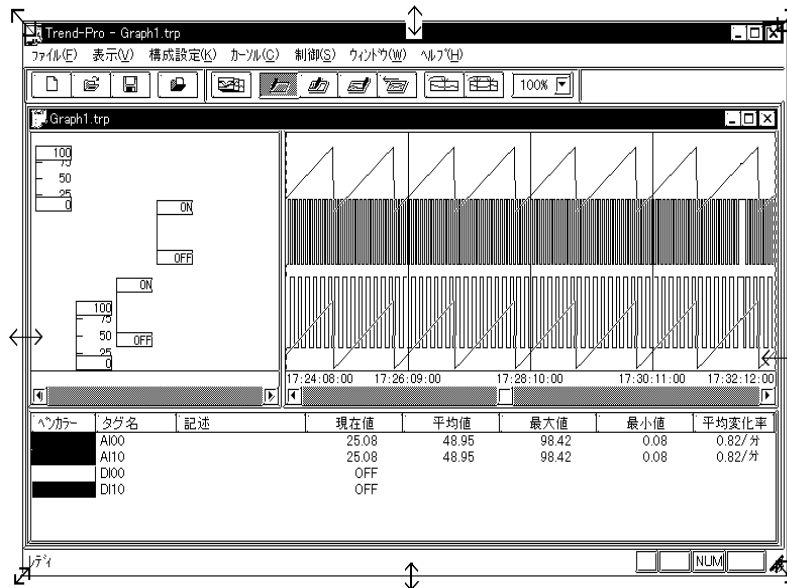 Trend-Pro - Graph1.trp
ﾌｧｲﾙ(F) 表示(V) 構成設定(K) ｶｰｿﾙ(C) 制御(S) ｳｨﾝﾄﾞｳ(W) ﾍﾙﾌﾟ(H)
100%
Graph1.trp
100
75
50
25
0
ON
OFF
ON
OFF
100
75
50
25
0
17:24:08:00 17:26:09:00 17:28:10:00 17:30:11:00 17:32:12:00
ﾍﾟﾝｶﾗｰ タグ名 記述 現在値 平均値 最大値 最小値 平均変化率
AI00 25.08 48.95 98.42 0.08 0.82/分
AI10 25.08 48.95 98.42 0.08 0.82/分
DI00 OFF
DI10 OFF
ﾚﾃﾞｨ NUM